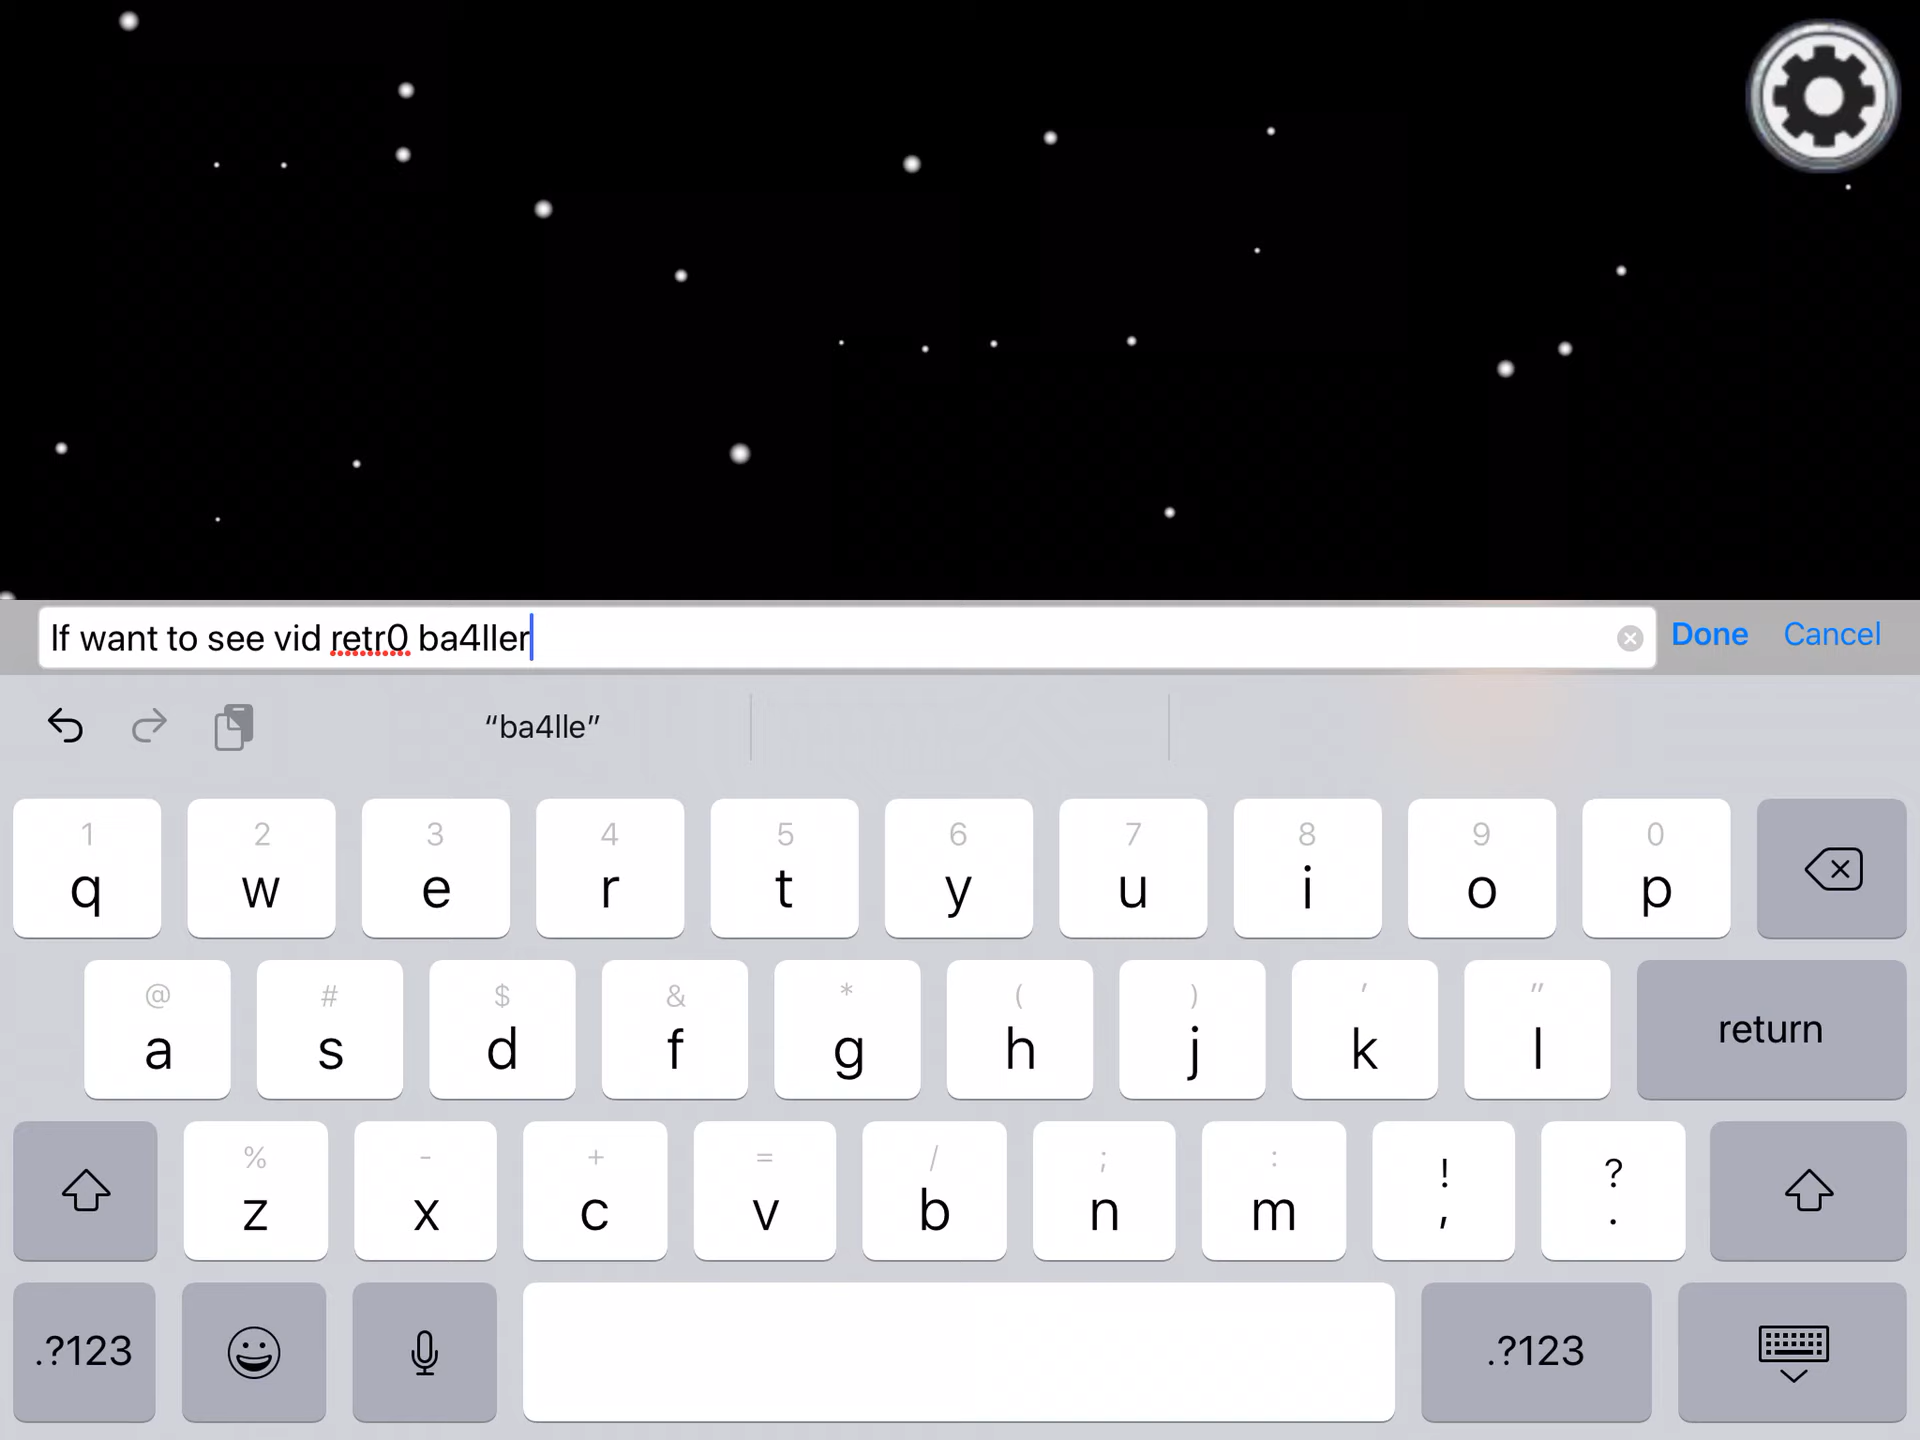 If want to see vid retr0 ba4ller
Done Cancel
“ba4lle”
1 2 3 4 5 6 7 8 9 0
q w e r t y u i o p
@ # $ & * ( ) ' "
a s d f g h j k l return
% - + = / ; : ! ?
z x c v b n m , .
.?123 .?123